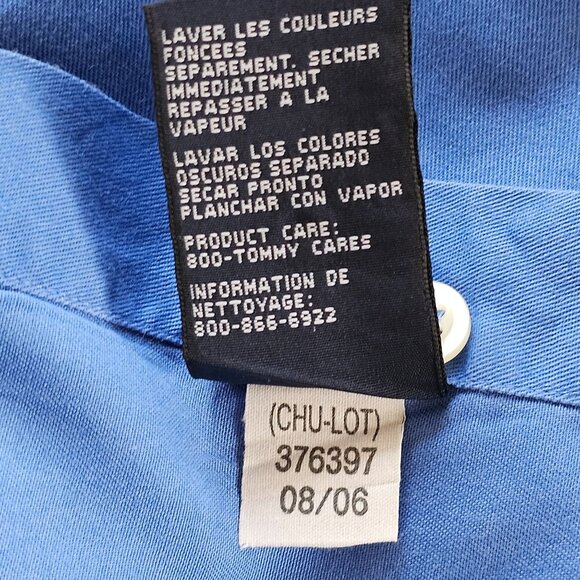 LAVER LES COULEURS
FONCEES
SEPAREMENT. SECHER
IMMEDIATEMENT
REPASSER A LA
VAPEUR
LAVAR LOS COLORES
OSCUROS SEPARADO
SECAR PRONTO
PLANCHAR CON VAPOR
PRODUCT CARE:
800-TOMMY CARES
INFORMATION DE
NETTOYAGE:
800-866-6922
(CHU-LOT)
376397
08/06